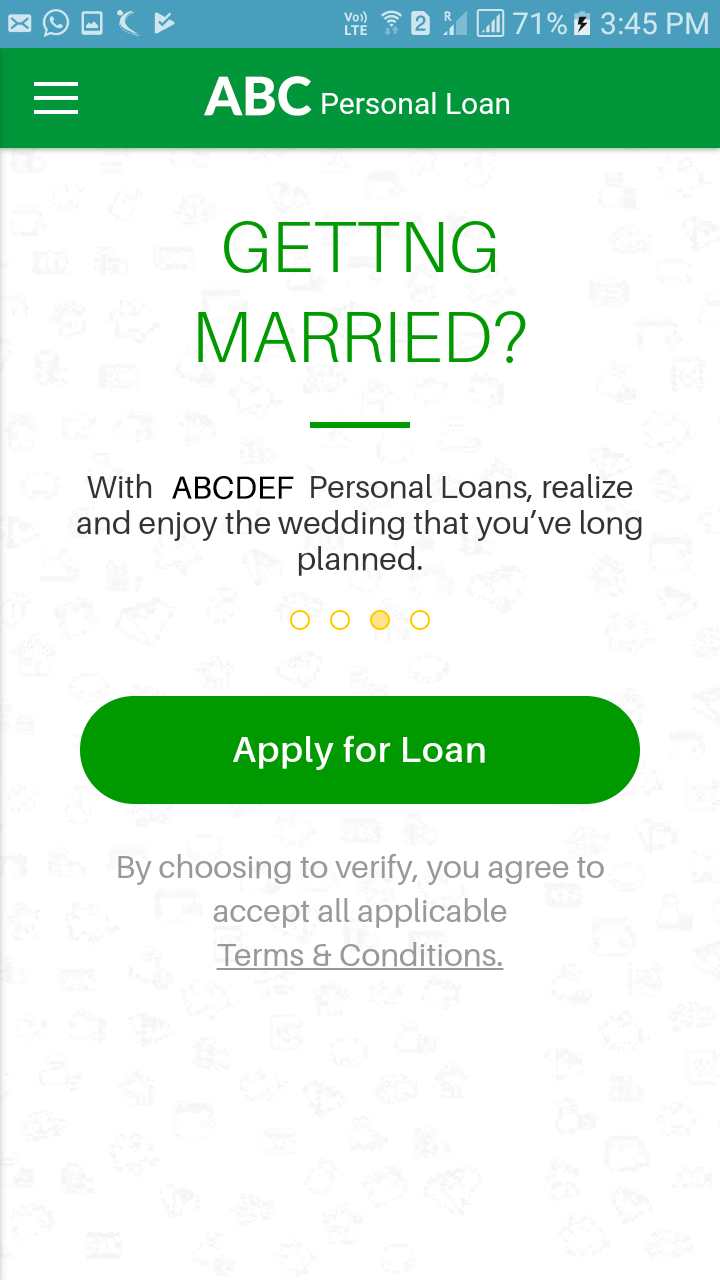 Vo)) LTE 2 R 71% 3:45 PM
ABC Personal Loan
GETTNG
MARRIED?
With ABCDEF Personal Loans, realize
and enjoy the wedding that you’ve long
planned.
Apply for Loan
By choosing to verify, you agree to
accept all applicable
Terms & Conditions.